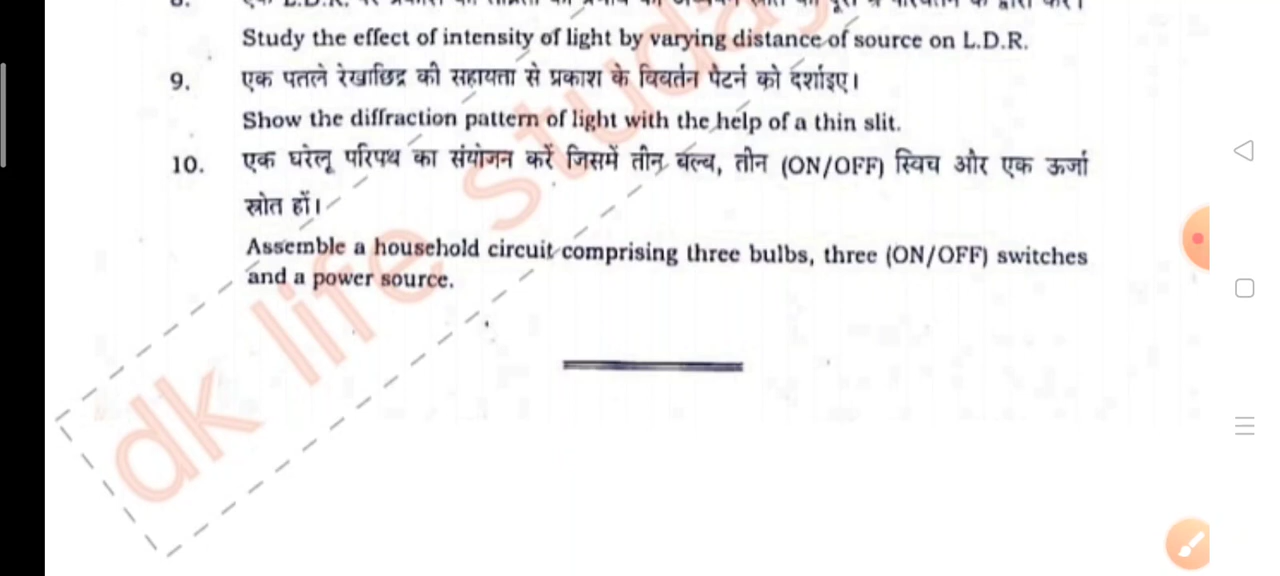 8.
Study the effect of intensity of light by varying distance of source on L.D.R.
9. एक पतले रेखाछिद्र की सहायता से प्रकाश के विवर्तन पैटर्न को दर्शाइए।
Show the diffraction pattern of light with the help of a thin slit.
10. एक घरेलू परिपथ का संयोजन करें जिसमें तीन बल्ब, तीन (ON/OFF) स्विच और एक ऊर्जा
स्रोत हों।
Assemble a household circuit comprising three bulbs, three (ON/OFF) switches
and a power source.
dk life study